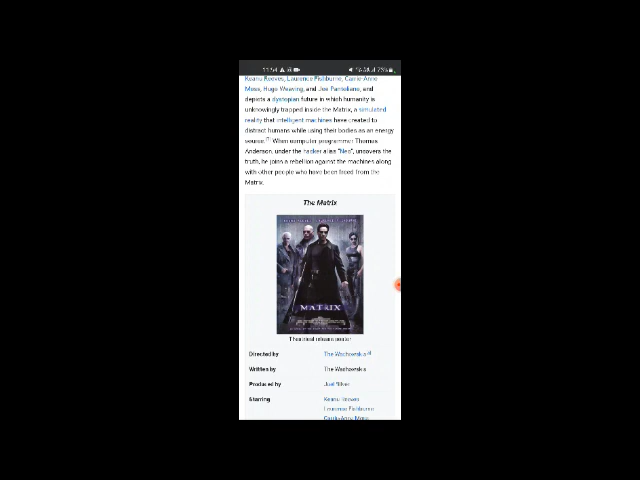 11:54
Keanu Reeves, Laurence Fishburne, Carrie-Anne
Moss, Hugo Weaving, and Joe Pantoliano, and
depicts a dystopian future in which humanity is
unknowingly trapped inside the Matrix, a simulated
reality that intelligent machines have created to
distract humans while using their bodies as an energy
source. When computer programmer Thomas
Anderson, under the hacker alias "Neo", uncovers the
truth, he joins a rebellion against the machines along
with other people who have been freed from the
Matrix.
The Matrix
MATRIX
Theatrical release poster
Directed by The Wachowskis
Written by The Wachowskis
Produced by Joel Silver
Starring Keanu Reeves
Laurence Fishburne
Carrie-Anne Moss